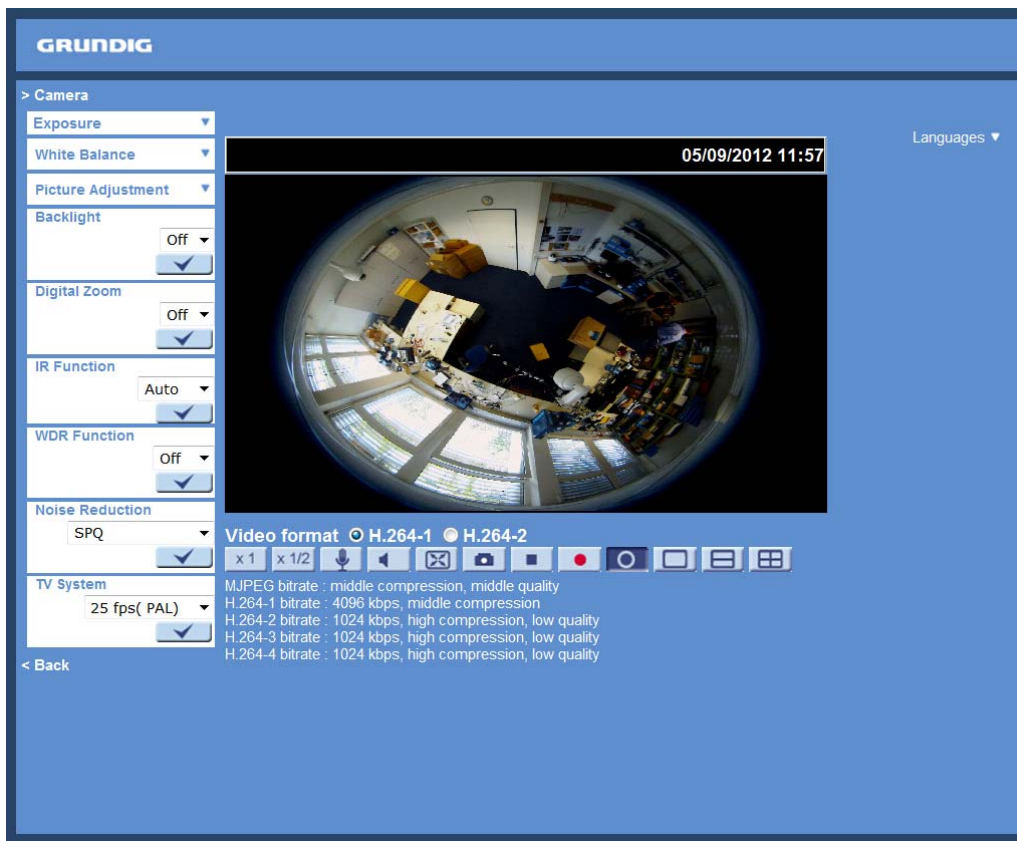 GRUNDIG
> Camera
Exposure
White Balance
Picture Adjustment
Backlight
Off
Digital Zoom
Off
IR Function
Auto
WDR Function
Off
Noise Reduction
SPQ
TV System
25 fps( PAL)
< Back
Languages
05/09/2012 11:57
Video format H.264-1 H.264-2
x 1 x 1/2
MJPEG bitrate : middle compression, middle quality
H.264-1 bitrate : 4096 kbps, middle compression
H.264-2 bitrate : 1024 kbps, high compression, low quality
H.264-3 bitrate : 1024 kbps, high compression, low quality
H.264-4 bitrate : 1024 kbps, high compression, low quality